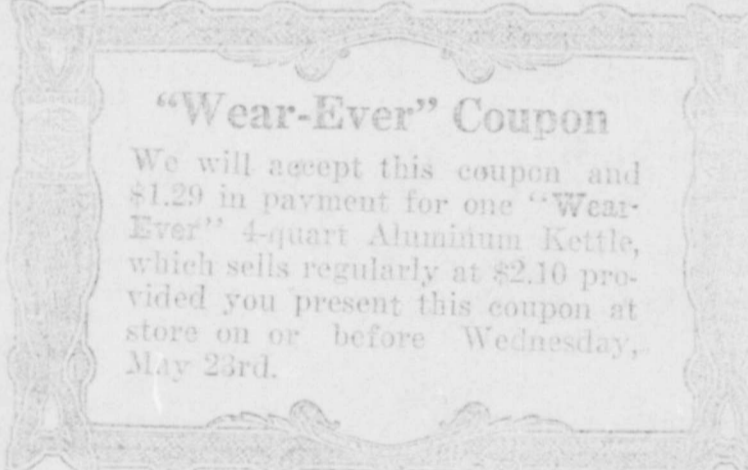 “Wear-Ever” Coupon
We will accept this coupon and
$1.29 in payment for one “Wear-
Ever” 4-quart Aluminum Kettle,
which sells regularly at $2.10 pro-
vided you present this coupon at
store on or before Wednesday,
May 23rd.